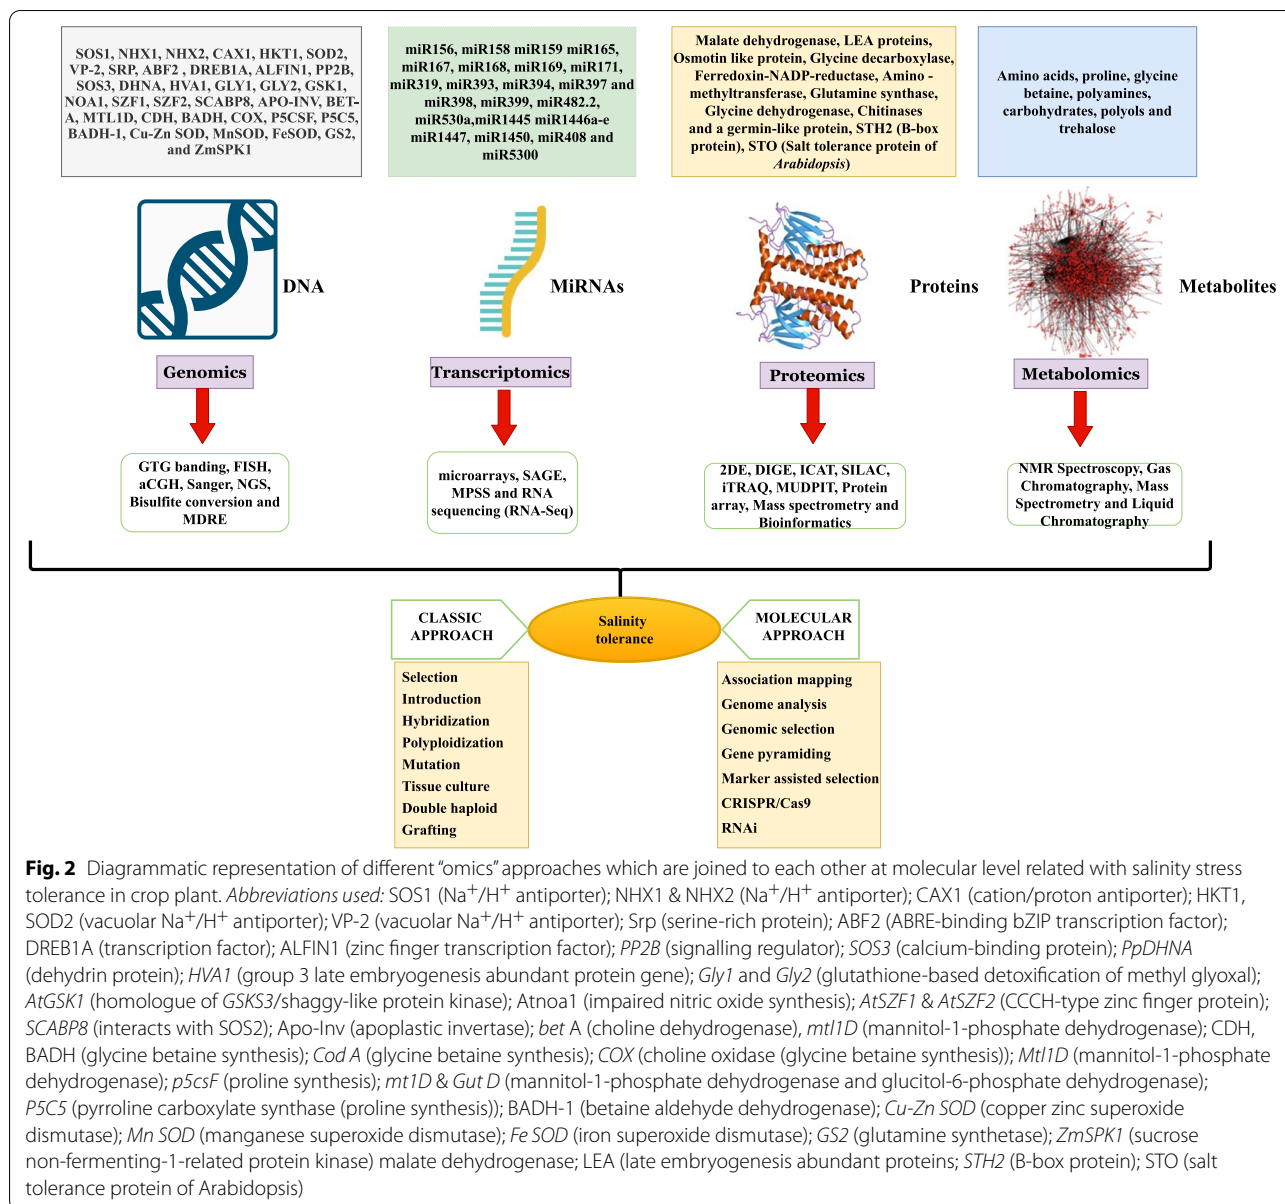 SOS1, NHX1, NHX2, CAX1, HKT1, SOD2,
VP-2, SRP, ABF2 , DREB1A, ALFIN1, PP2B,
SOS3, DHNA, HVA1, GLY1, GLY2, GSK1,
NOA1, SZF1, SZF2, SCABP8, APO-INV, BET-
A, MTL1D, CDH, BADH, COX, P5CSF, P5C5,
BADH-1, Cu-Zn SOD, MnSOD, FeSOD, GS2,
and ZmSPK1
miR156, miR158 miR159 miR165,
miR167, miR168, miR169, miR171,
miR319, miR393, miR394, miR397 and
miR398, miR399, miR482.2,
miR530a,miR1445 miR1446a-e
miR1447, miR1450, miR408 and
miR5300
Malate dehydrogenase, LEA proteins,
Osmotin like protein, Glycine decarboxylase,
Ferredoxin-NADP-reductase, Amino -
methyltransferase, Glutamine synthase,
Glycine dehydrogenase, Chitinases
and a germin-like protein, STH2 (B-box
protein), STO (Salt tolerance protein of
Arabidopsis)
Amino acids, proline, glycine
betaine, polyamines,
carbohydrates, polyols and
trehalose
DNA
MiRNAs
Proteins
Metabolites
Genomics
Transcriptomics
Proteomics
Metabolomics
GTG banding, FISH,
aCGH, Sanger, NGS,
Bisulfite conversion and
MDRE
microarrays, SAGE,
MPSS and RNA
sequencing (RNA-Seq)
2DE, DIGE, ICAT, SILAC,
iTRAQ, MUDPIT, Protein
array, Mass spectrometry and
Bioinformatics
NMR Spectroscopy, Gas
Chromatography, Mass
Spectrometry and Liquid
Chromatography
CLASSIC
APPROACH
Salinity
tolerance
MOLECULAR
APPROACH
Selection
Introduction
Hybridization
Polyploidization
Mutation
Tissue culture
Double haploid
Grafting
Association mapping
Genome analysis
Genomic selection
Gene pyramiding
Marker assisted selection
CRISPR/Cas9
RNAi
Fig. 2 Diagrammatic representation of different “omics” approaches which are joined to each other at molecular level related with salinity stress
tolerance in crop plant. Abbreviations used: SOS1 (Na+/H+ antiporter); NHX1 & NHX2 (Na+/H+ antiporter); CAX1 (cation/proton antiporter); HKT1,
SOD2 (vacuolar Na+/H+ antiporter); VP-2 (vacuolar Na+/H+ antiporter); Srp (serine-rich protein); ABF2 (ABRE-binding bZIP transcription factor);
DREB1A (transcription factor); ALFIN1 (zinc finger transcription factor); PP2B (signalling regulator); SOS3 (calcium-binding protein); PpDHNA
(dehydrin protein); HVA1 (group 3 late embryogenesis abundant protein gene); Gly1 and Gly2 (glutathione-based detoxification of methyl glyoxal);
AtGSK1 (homologue of GSKS3/shaggy-like protein kinase); Atnoa1 (impaired nitric oxide synthesis); AtSZF1 & AtSZF2 (CCCH-type zinc finger protein);
SCABP8 (interacts with SOS2); Apo-Inv (apoplastic invertase); bet A (choline dehydrogenase), mtl1D (mannitol-1-phosphate dehydrogenase); CDH,
BADH (glycine betaine synthesis); Cod A (glycine betaine synthesis); COX (choline oxidase (glycine betaine synthesis)); Mtl1D (mannitol-1-phosphate
dehydrogenase); p5csF (proline synthesis); mt1D & Gut D (mannitol-1-phosphate dehydrogenase and glucitol-6-phosphate dehydrogenase);
P5C5 (pyrroline carboxylate synthase (proline synthesis)); BADH-1 (betaine aldehyde dehydrogenase); Cu-Zn SOD (copper zinc superoxide
dismutase); Mn SOD (manganese superoxide dismutase); Fe SOD (iron superoxide dismutase); GS2 (glutamine synthetase); ZmSPK1 (sucrose
non-fermenting-1-related protein kinase) malate dehydrogenase; LEA (late embryogenesis abundant proteins; STH2 (B-box protein); STO (salt
tolerance protein of Arabidopsis)